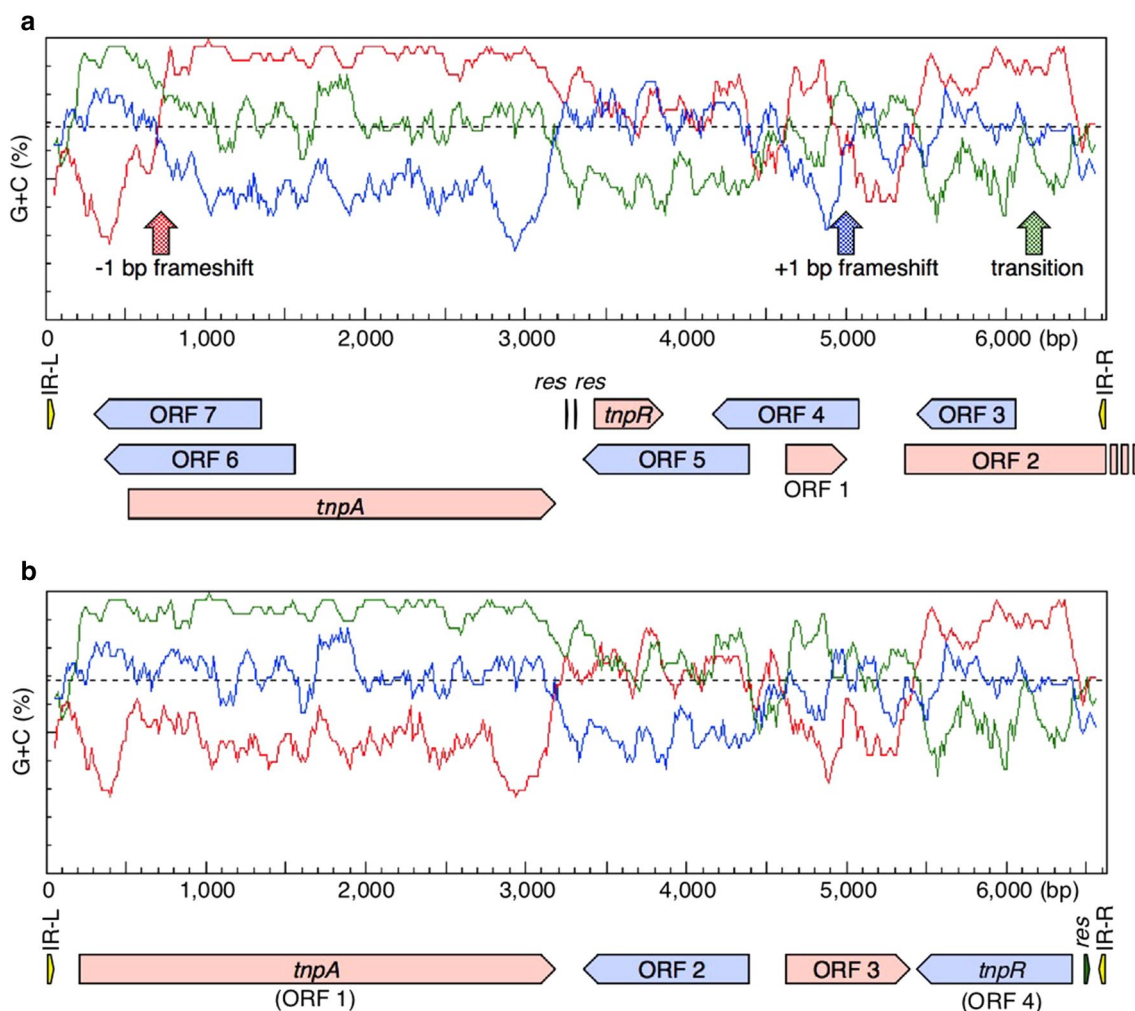 a
G+C (%)
-1 bp frameshift
+1 bp frameshift
transition
0 1,000 2,000 3,000 4,000 5,000 6,000 (bp)
IR-L
IR-R
res res
ORF 7 tnpR ORF 4 ORF 3
ORF 6 ORF 5 ORF 2
ORF 1
tnpA
b
G+C (%)
0 1,000 2,000 3,000 4,000 5,000 6,000 (bp)
IR-L
res
IR-R
tnpA ORF 2 ORF 3 tnpR
(ORF 1) (ORF 4)